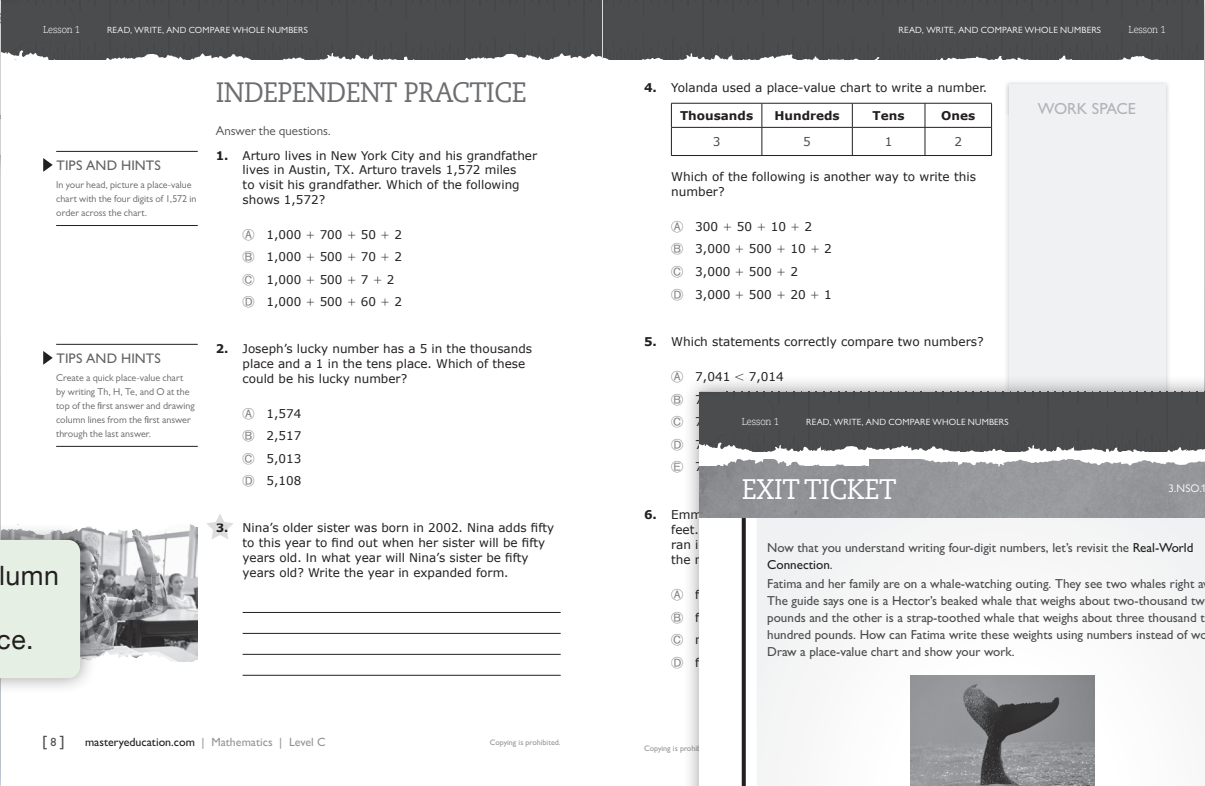 Lesson 1 READ, WRITE, AND COMPARE WHOLE NUMBERS
INDEPENDENT PRACTICE
Answer the questions.
TIPS AND HINTS
In your head, picture a place-value
chart with the four digits of 1,572 in
order across the chart.
1. Arturo lives in New York City and his grandfather
lives in Austin, TX. Arturo travels 1,572 miles
to visit his grandfather. Which of the following
shows 1,572?
Ⓐ 1,000 + 700 + 50 + 2
Ⓑ 1,000 + 500 + 70 + 2
Ⓒ 1,000 + 500 + 7 + 2
Ⓓ 1,000 + 500 + 60 + 2
TIPS AND HINTS
Create a quick place-value chart
by writing Th, H, Te, and O at the
top of the first answer and drawing
column lines from the first answer
through the last answer.
2. Joseph’s lucky number has a 5 in the thousands
place and a 1 in the tens place. Which of these
could be his lucky number?
Ⓐ 1,574
Ⓑ 2,517
Ⓒ 5,013
Ⓓ 5,108
3. Nina’s older sister was born in 2002. Nina adds fifty
to this year to find out when her sister will be fifty
years old. In what year will Nina’s sister be fifty
years old? Write the year in expanded form.
[ 8 ] masteryeducation.com | Mathematics | Level C
Copying is prohibited.
READ, WRITE, AND COMPARE WHOLE NUMBERS Lesson 1
4. Yolanda used a place-value chart to write a number.
Thousands Hundreds Tens Ones
3 5 1 2
Which of the following is another way to write this
number?
Ⓐ 300 + 50 + 10 + 2
Ⓑ 3,000 + 500 + 10 + 2
Ⓒ 3,000 + 500 + 2
Ⓓ 3,000 + 500 + 20 + 1
WORK SPACE
5. Which statements correctly compare two numbers?
Ⓐ 7,041 < 7,014
Ⓑ 7
Ⓒ 7
Ⓓ 7
Ⓔ 7
6. Emm
feet.
ran i
the
Ⓐ f
Ⓑ f
Ⓒ
Ⓓ f
Copying is
Lesson 1 READ, WRITE, AND COMPARE WHOLE NUMBERS
EXIT TICKET
3.NSO.1
Now that you understand writing four-digit numbers, let’s revisit the Real-World
Connection.
Fatima and her family are on a whale-watching outing. They see two whales right
The guide says one is a Hector’s beaked whale that weighs about two-thousand
pounds and the other is a strap-toothed whale that weighs about three thousand
hundred pounds. How can Fatima write these weights using numbers instead of
Draw a place-value chart and show your work.